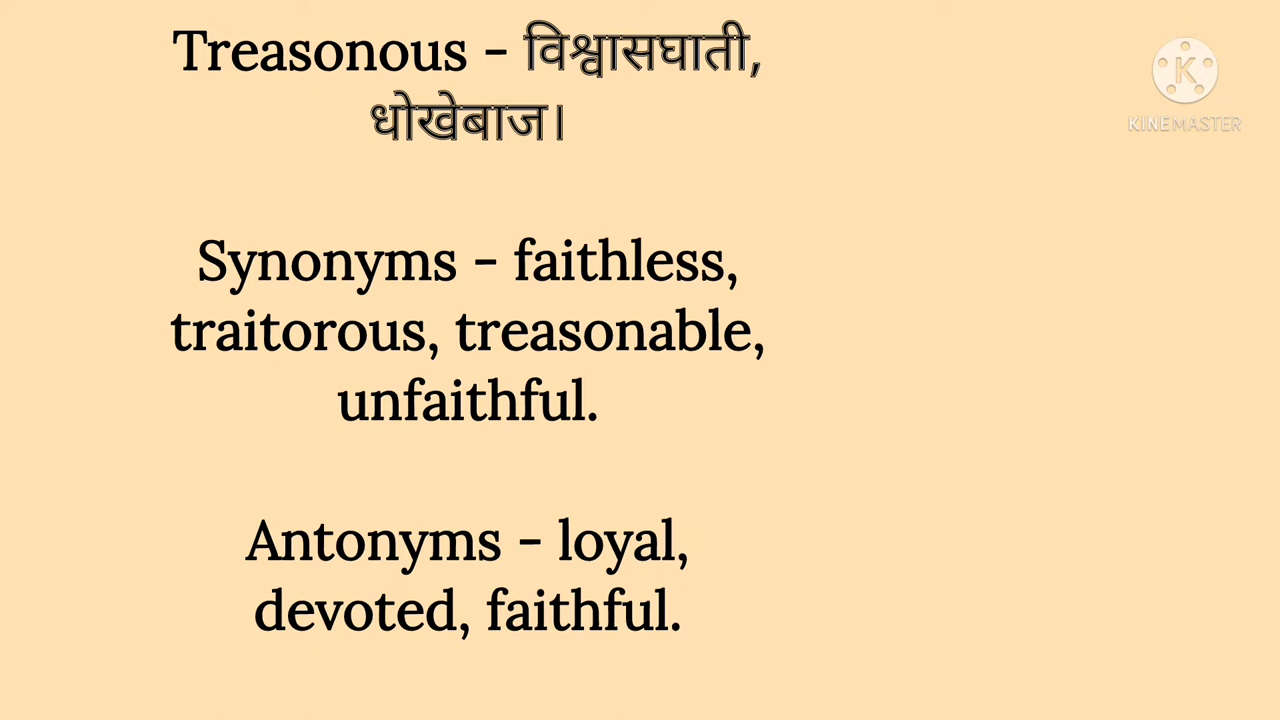 Treasonous - विश्वासघाती,
धोखेबाज।
KINEMASTER
Synonyms - faithless,
traitorous, treasonable,
unfaithful.
Antonyms - loyal,
devoted, faithful.